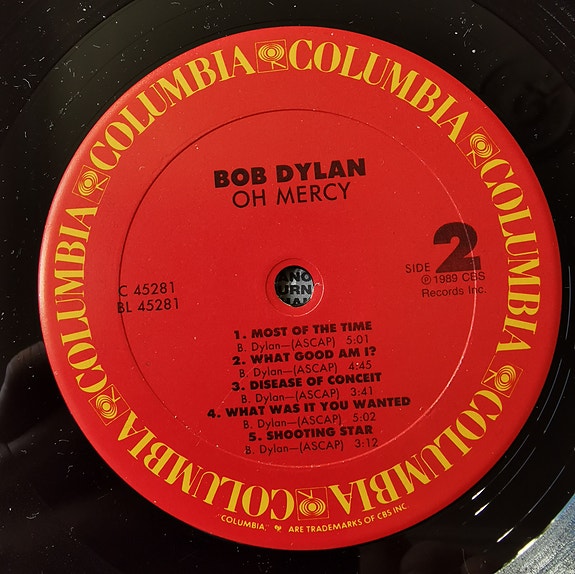 COLUMBIA COLUMBIA COLUMBIA COLUMBIA COLUMBIA COLUMBIA COLUMBIA COLUMBIA
BOB DYLAN
OH MERCY
C 45281
BL 45281
SIDE 2
℗ 1989 CBS
Records Inc.
1. MOST OF THE TIME
B. Dylan—(ASCAP) 5:01
2. WHAT GOOD AM I?
B. Dylan—(ASCAP) 4:45
3. DISEASE OF CONCEIT
B. Dylan—(ASCAP) 3:41
4. WHAT WAS IT YOU WANTED
B. Dylan—(ASCAP) 5:02
5. SHOOTING STAR
B. Dylan—(ASCAP) 3:12
"COLUMBIA," ARE TRADEMARKS OF CBS INC.